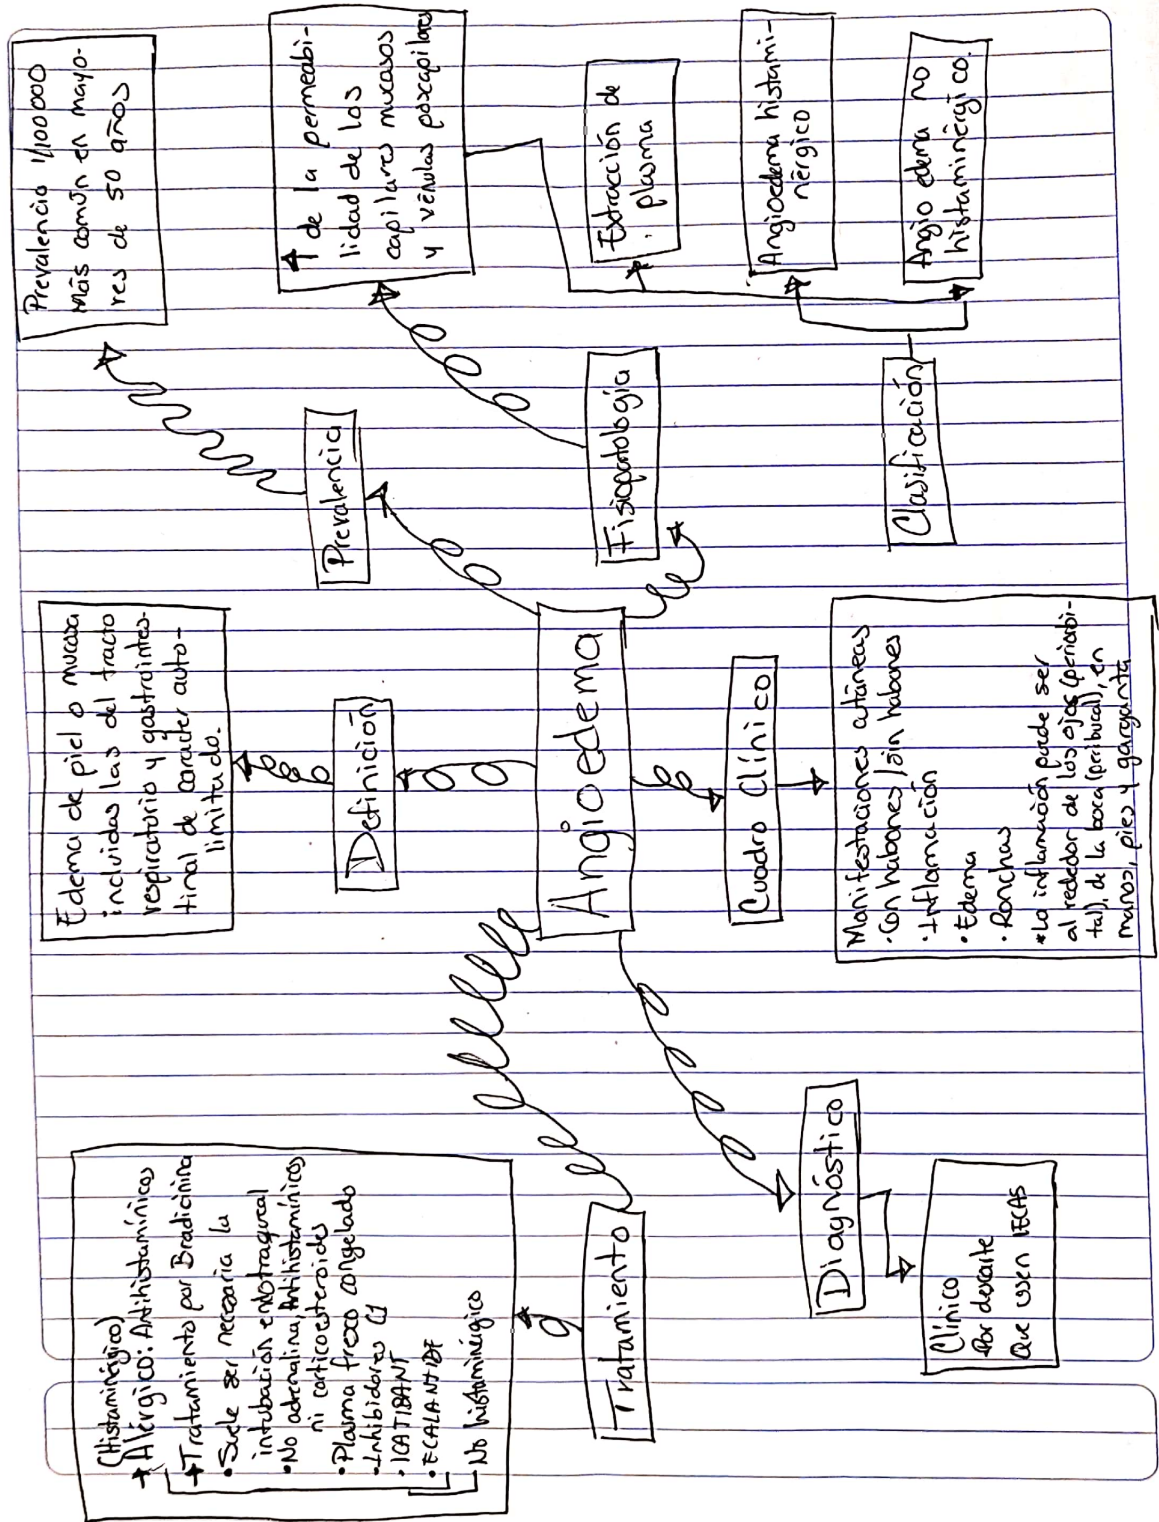 (Histaminérgico)
→ Alérgico: Antihistamínicos
→ Tratamiento por Bradicinina
• Suele ser necesaria la
intubación endotraqueal
• No adrenalina, Antihistamínicos
ni corticoesteroides
• Plasma fresco congelado
• Inhibidores C1
• ICATIBANT
• ECALANTIDE
No histaminérgico
Tratamiento
Edema de piel o mucosa
incluidas las del tracto
respiratorio y gastrointes-
tinal de caracter auto-
limitado.
Definición
Prevalencia 1/100000
Más común en mayo-
res de 50 años
Prevalencia
↑ de la permeabi-
lidad de los
capilares mucosos
y vénulas poscapilares
Extracción de
plasma
Fisiopatología
Angioedema
Angioedema histami-
nérgico
Angio edema no
histaminérgico.
Clasificación
Cuadro Clínico
Manifestaciones cutáneas
• Con habones / sin habones
• Inflamación
• Edema
• Ronchas
*La inflamación puede ser
al rededor de los ojos (periorbi-
tal), de la boca (peribucal), en
manos, pies y garganta
Diagnóstico
Clínico
Por descarte
Que usen IECAS